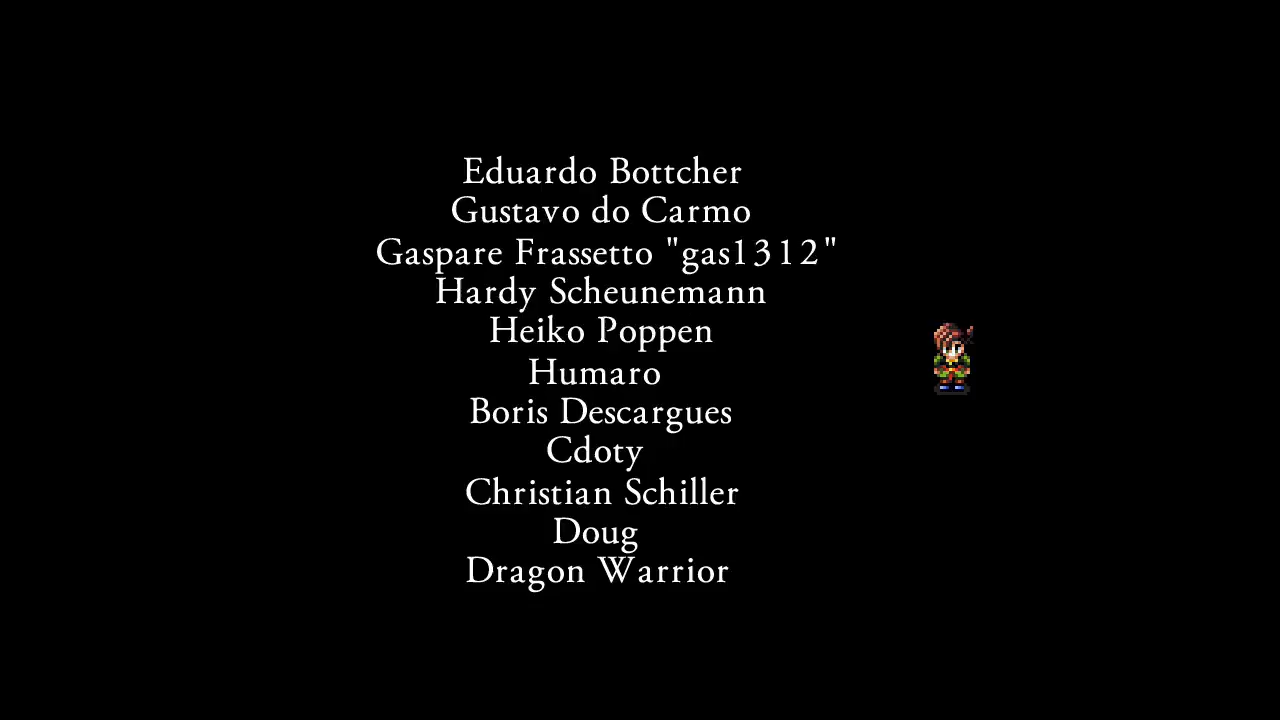 Eduardo Bottcher
Gustavo do Carmo
Gaspare Frassetto "gas1312"
Hardy Scheunemann
Heiko Poppen
Humaro
Boris Descargues
Cdoty
Christian Schiller
Doug
Dragon Warrior